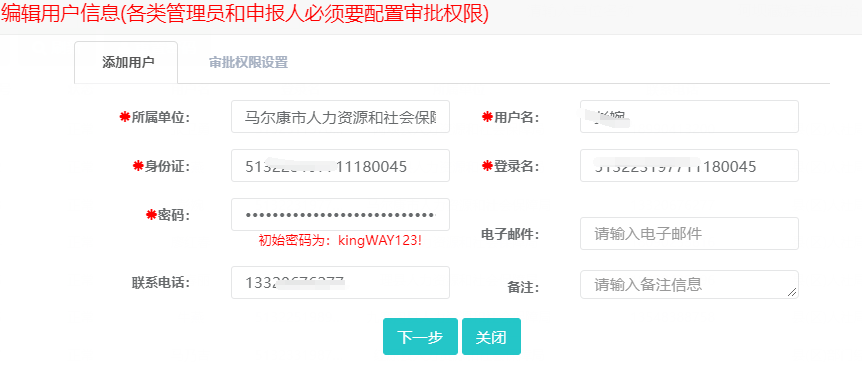 编辑用户信息(各类管理员和申报人必须要配置审批权限)
添加用户 审批权限设置
*所属单位: 马尔康市人力资源和社会保障 *用户名:
*身份证: *登录名:
*密码: ••••••••••••••••••••••••••••
初始密码为：kingWAY123!
电子邮件: 请输入电子邮件
联系电话:
备注: 请输入备注信息
下一步 关闭